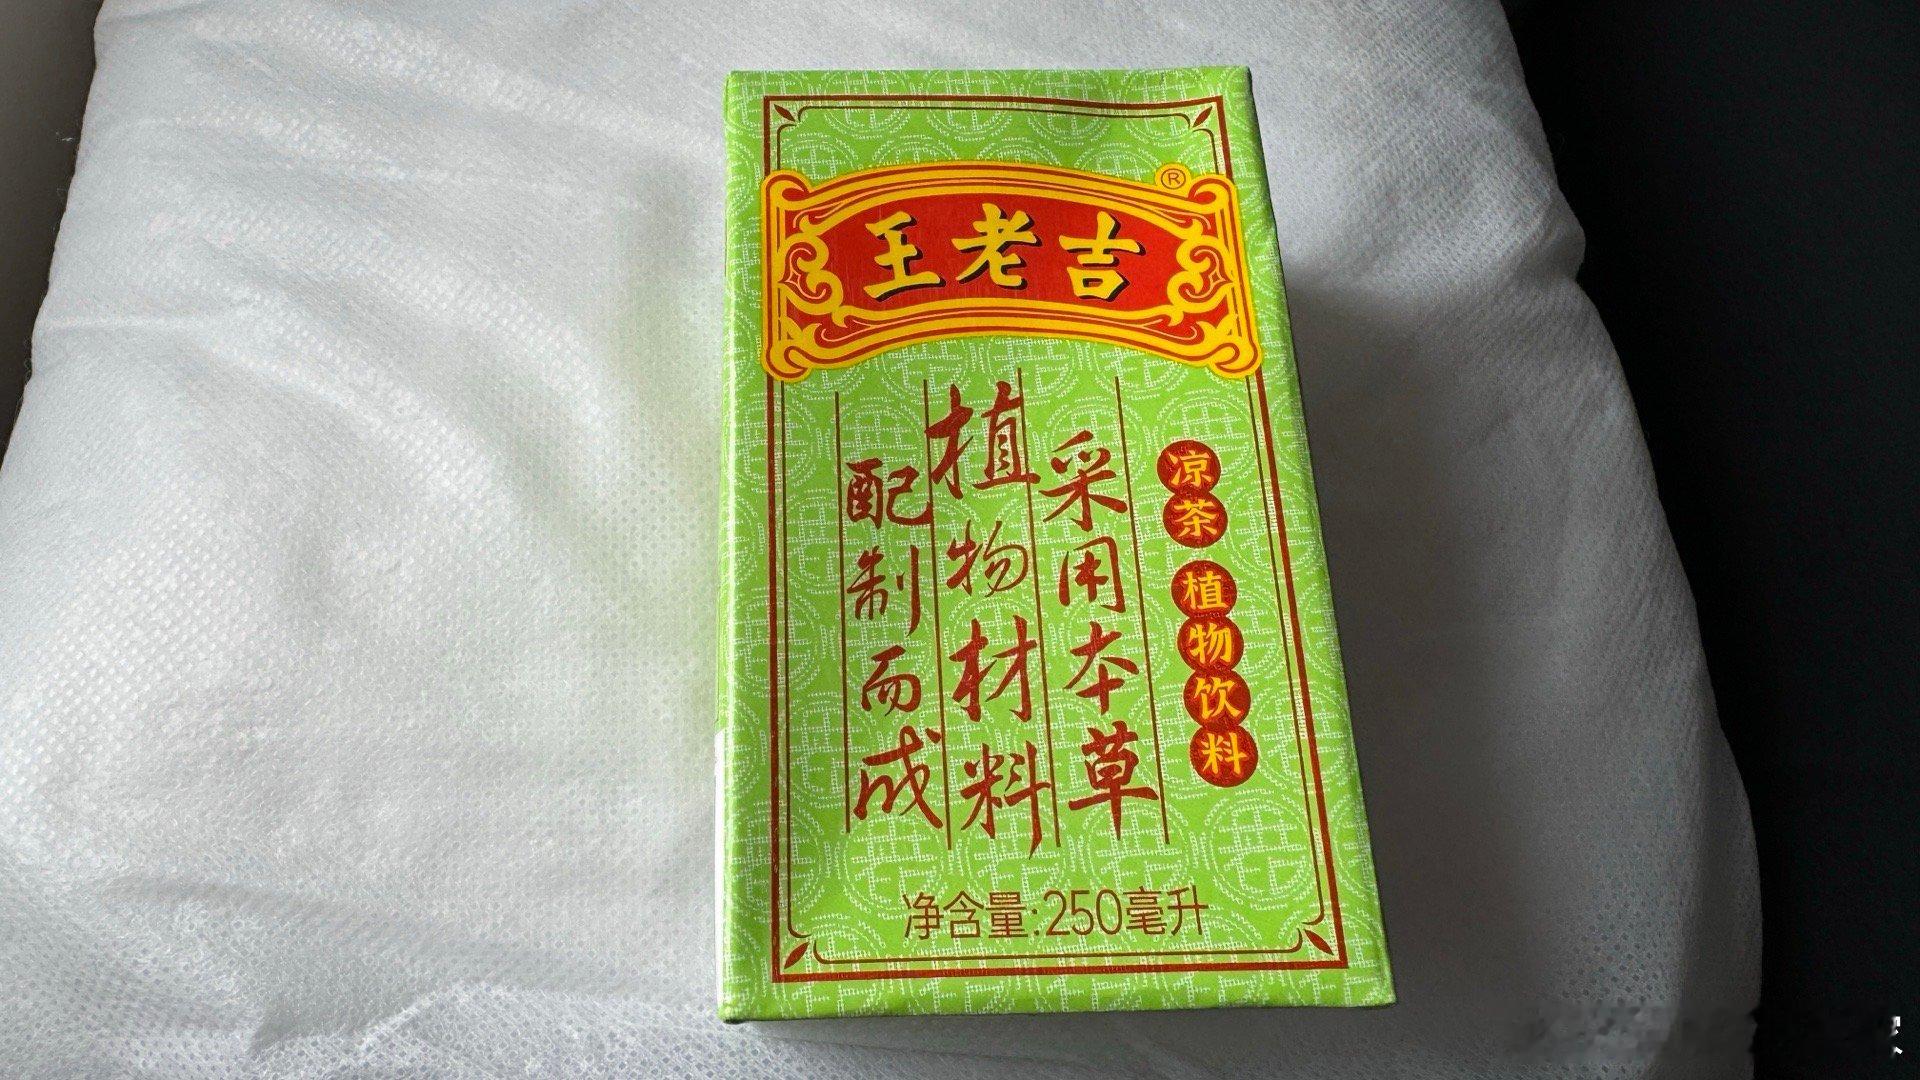 王老吉®
凉茶 植物饮料
采用本草
植物材料
配制而成
净含量:250毫升